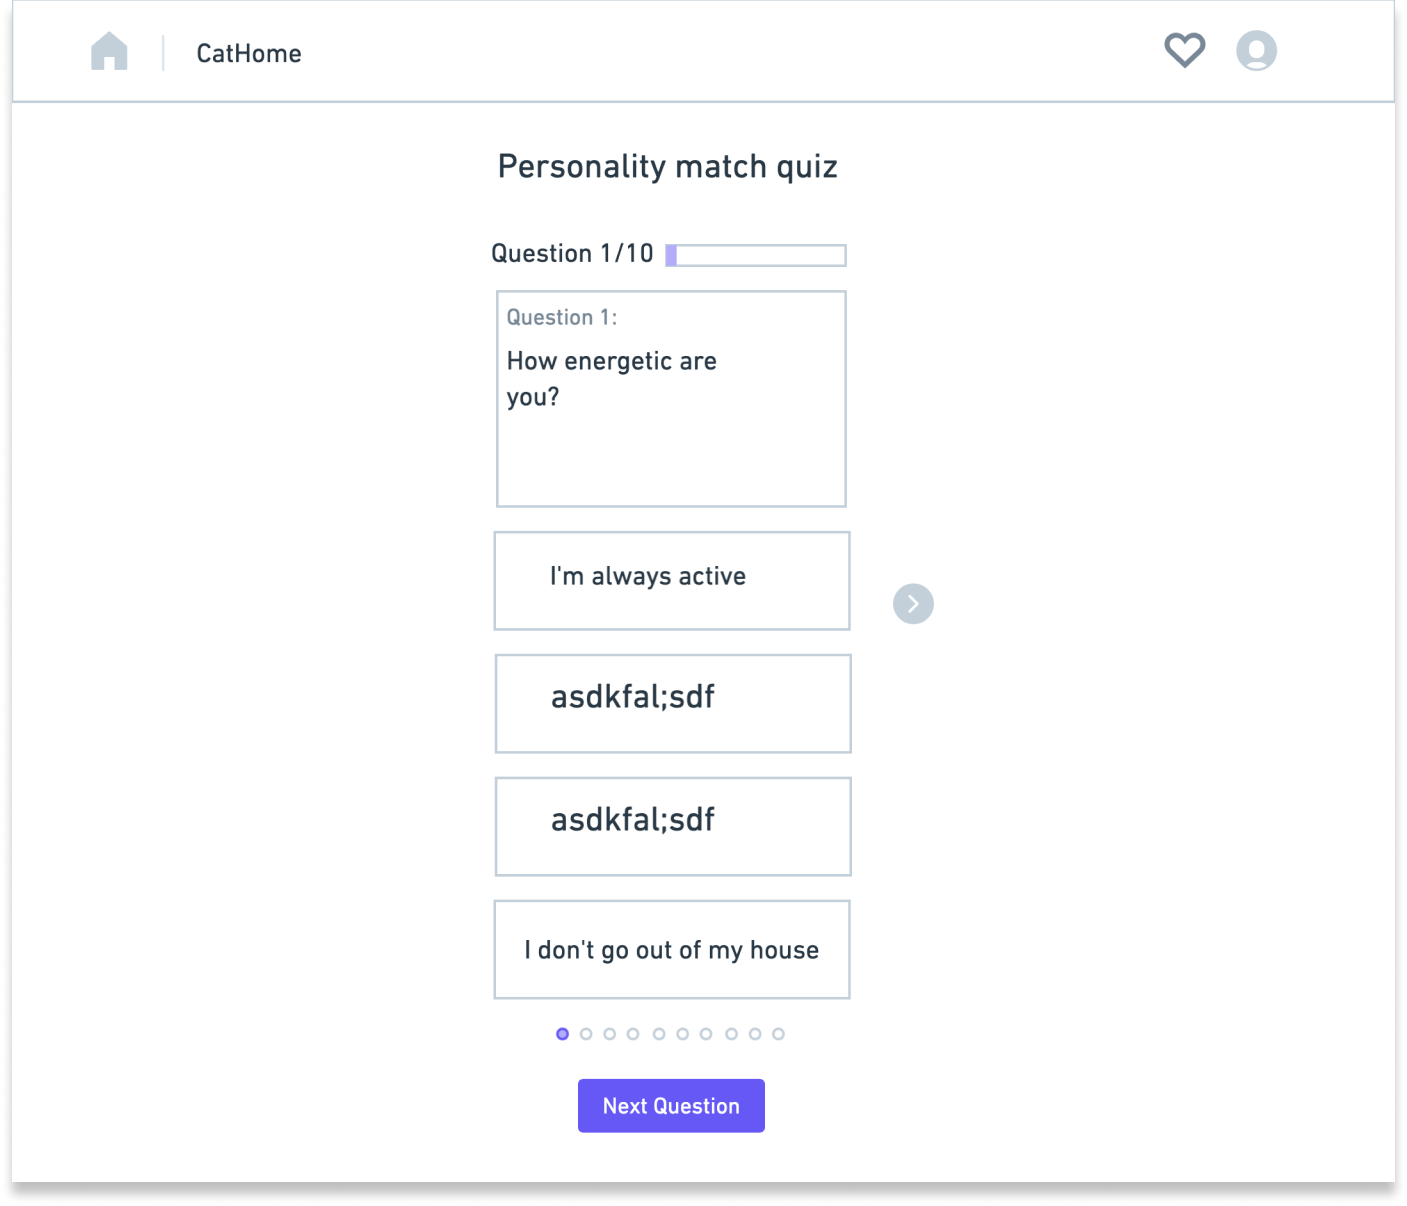 CatHome
Personality match quiz
Question 1/10
Question 1:
How energetic are
you?
I'm always active
asdkfal;sdf
asdkfal;sdf
I don't go out of my house
Next Question